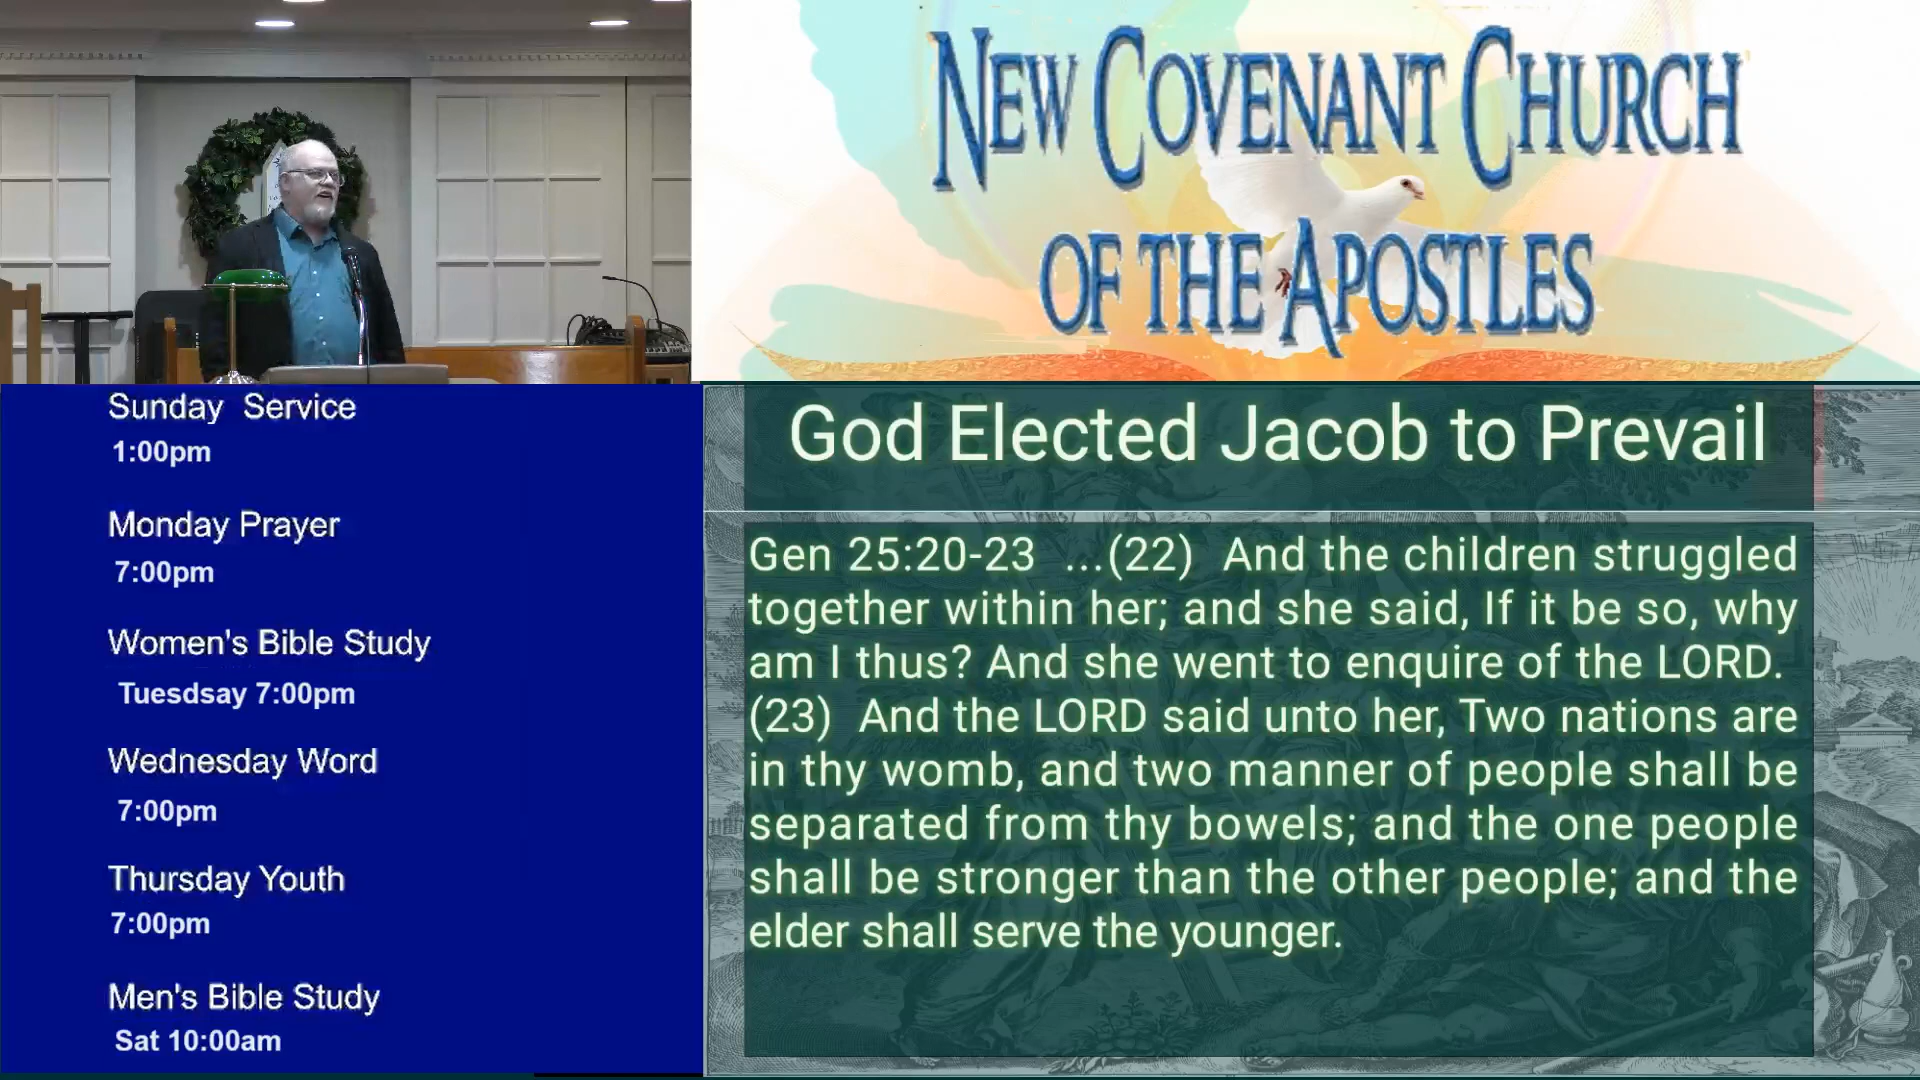 NEW COVENANT CHURCH
OF THE APOSTLES
Sunday Service
1:00pm
Monday Prayer
7:00pm
Women's Bible Study
Tuesdsay 7:00pm
Wednesday Word
7:00pm
Thursday Youth
7:00pm
Men's Bible Study
Sat 10:00am
God Elected Jacob to Prevail
Gen 25:20-23 ...(22) And the children struggled
together within her; and she said, If it be so, why
am I thus? And she went to enquire of the LORD.
(23) And the LORD said unto her, Two nations are
in thy womb, and two manner of people shall be
separated from thy bowels; and the one people
shall be stronger than the other people; and the
elder shall serve the younger.